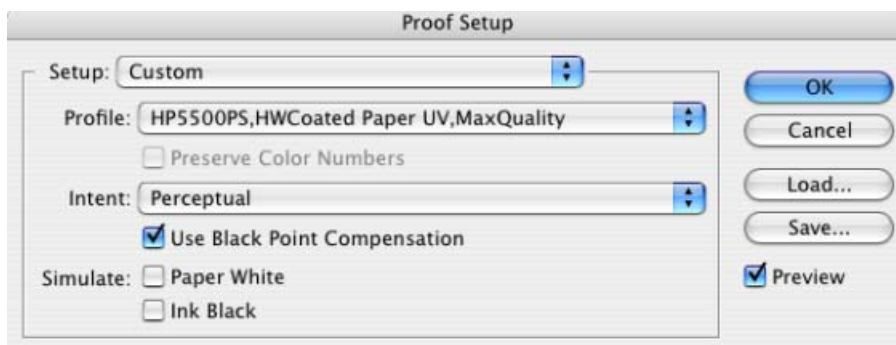 Proof Setup
Setup: Custom
Profile: HP5500PS,HWCoated Paper UV,MaxQuality
Preserve Color Numbers
Intent: Perceptual
Use Black Point Compensation
Simulate: Paper White
Ink Black
OK
Cancel
Load...
Save...
Preview